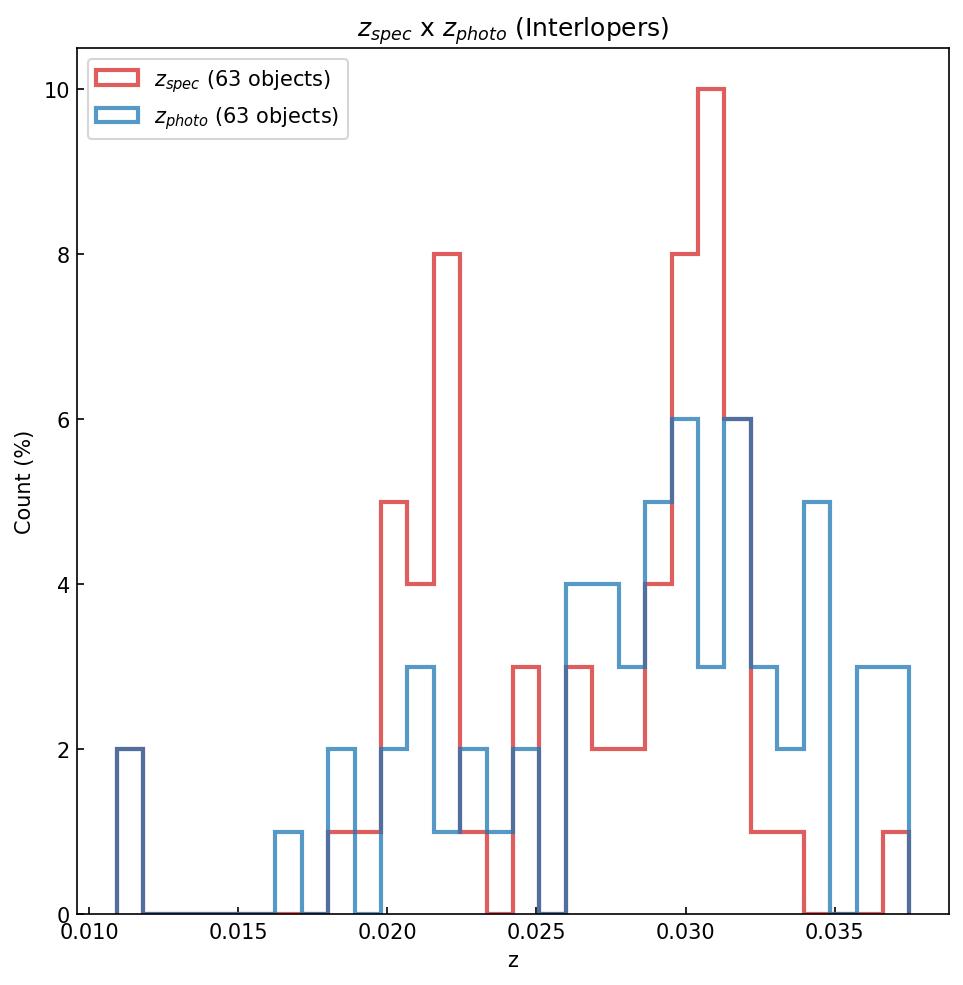 z_spec x z_photo (Interlopers)
z_spec (63 objects)
z_photo (63 objects)
Count (%)
10
8
6
4
2
0
0.010 0.015 0.020 0.025 0.030 0.035
z